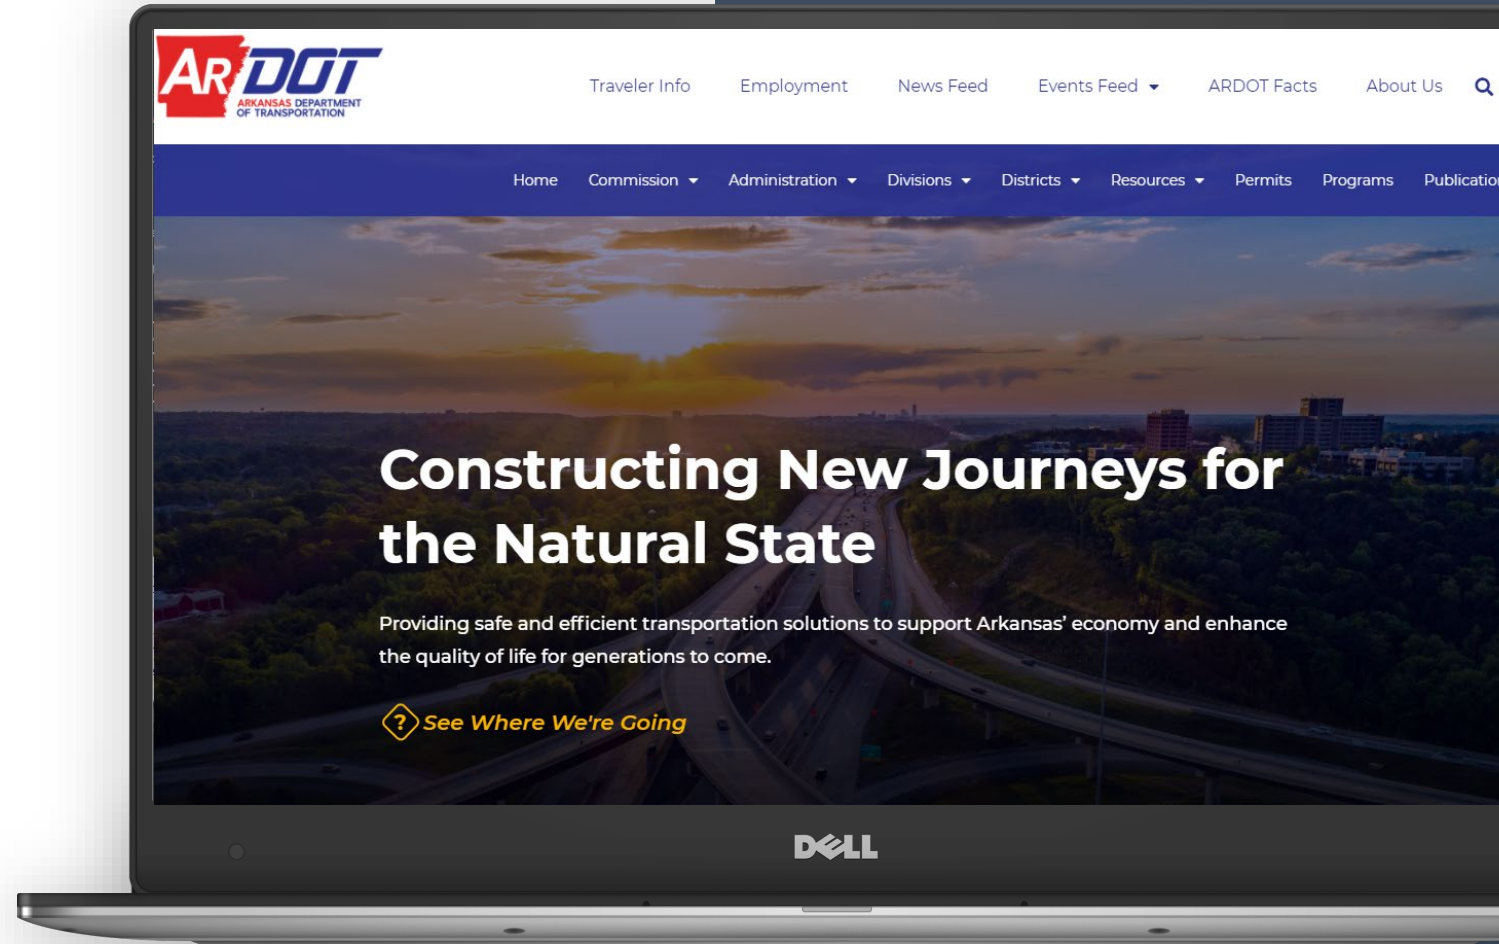 ARDOT
ARKANSAS DEPARTMENT
OF TRANSPORTATION
Traveler Info Employment News Feed Events Feed ARDOT Facts About Us
Home Commission Administration Divisions Districts Resources Permits Programs Publication
Constructing New Journeys for
the Natural State
Providing safe and efficient transportation solutions to support Arkansas’ economy and enhance
the quality of life for generations to come.
? See Where We're Going
DELL